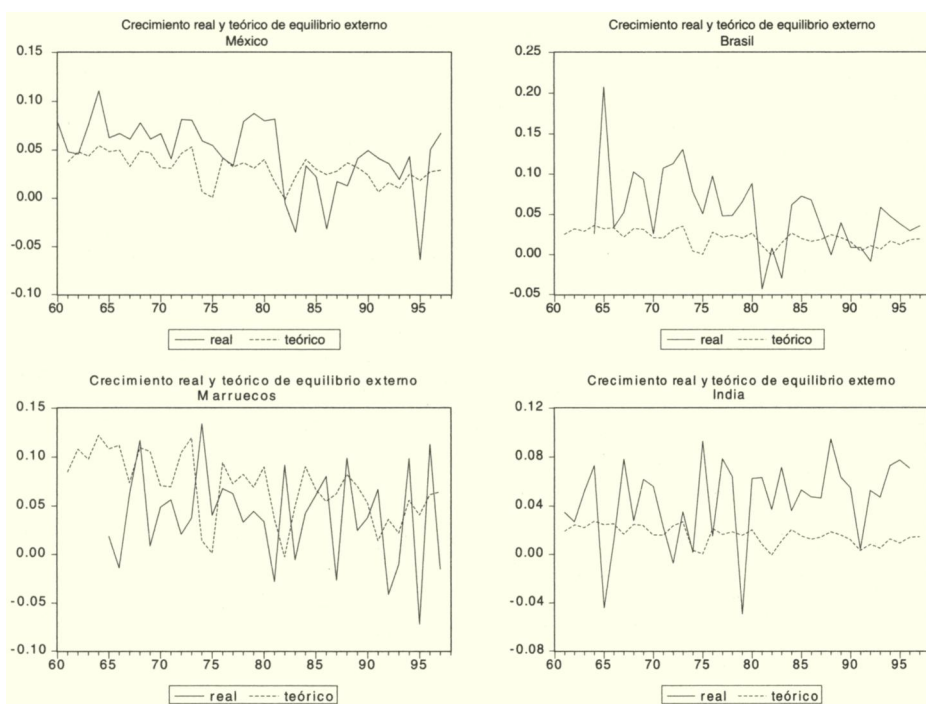 Crecimiento real y teórico de equilibrio externo
México
0.15
0.10
0.05
0.00
-0.05
-0.10
60 65 70 75 80 85 90 95
real teórico
Crecimiento real y teórico de equilibrio externo
Brasil
0.25
0.20
0.15
0.10
0.05
0.00
-0.05
60 65 70 75 80 85 90 95
real teórico
Crecimiento real y teórico de equilibrio externo
Marruecos
0.15
0.10
0.05
0.00
-0.05
-0.10
60 65 70 75 80 85 90 95
real teórico
Crecimiento real y teórico de equilibrio externo
India
0.12
0.08
0.04
0.00
-0.04
-0.08
60 65 70 75 80 85 90 95
real teórico